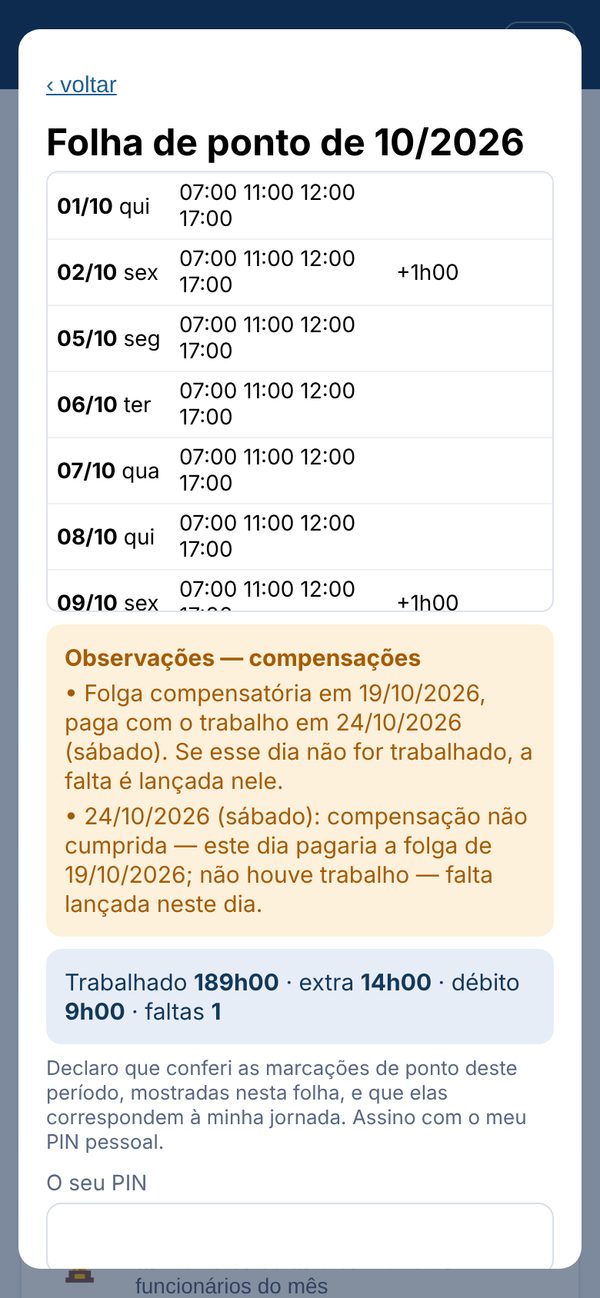 ‹ voltar
Folha de ponto de 10/2026
01/10 qui 07:00 11:00 12:00
17:00
02/10 sex 07:00 11:00 12:00 +1h00
17:00
05/10 seg 07:00 11:00 12:00
17:00
06/10 ter 07:00 11:00 12:00
17:00
07/10 qua 07:00 11:00 12:00
17:00
08/10 qui 07:00 11:00 12:00
17:00
09/10 sex 07:00 11:00 12:00 +1h00
Observações — compensações
• Folga compensatória em 19/10/2026,
paga com o trabalho em 24/10/2026
(sábado). Se esse dia não for trabalhado, a
falta é lançada nele.
• 24/10/2026 (sábado): compensação não
cumprida — este dia pagaria a folga de
19/10/2026; não houve trabalho — falta
lançada neste dia.
Trabalhado 189h00 · extra 14h00 · débito
9h00 · faltas 1
Declaro que conferi as marcações de ponto deste
período, mostradas nesta folha, e que elas
correspondem à minha jornada. Assino com o meu
PIN pessoal.
O seu PIN
funcionários do mês